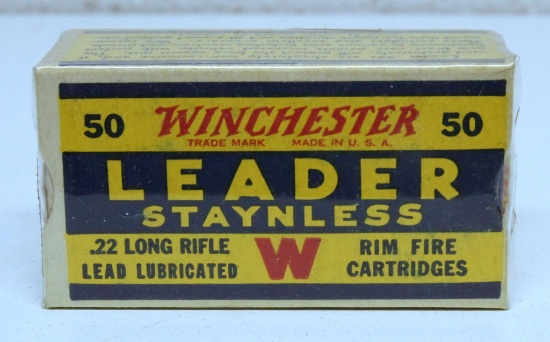 50 WINCHESTER 50
TRADE MARK MADE IN U.S.A.
LEADER
STAYNLESS
.22 LONG RIFLE W RIM FIRE
LEAD LUBRICATED CARTRIDGES